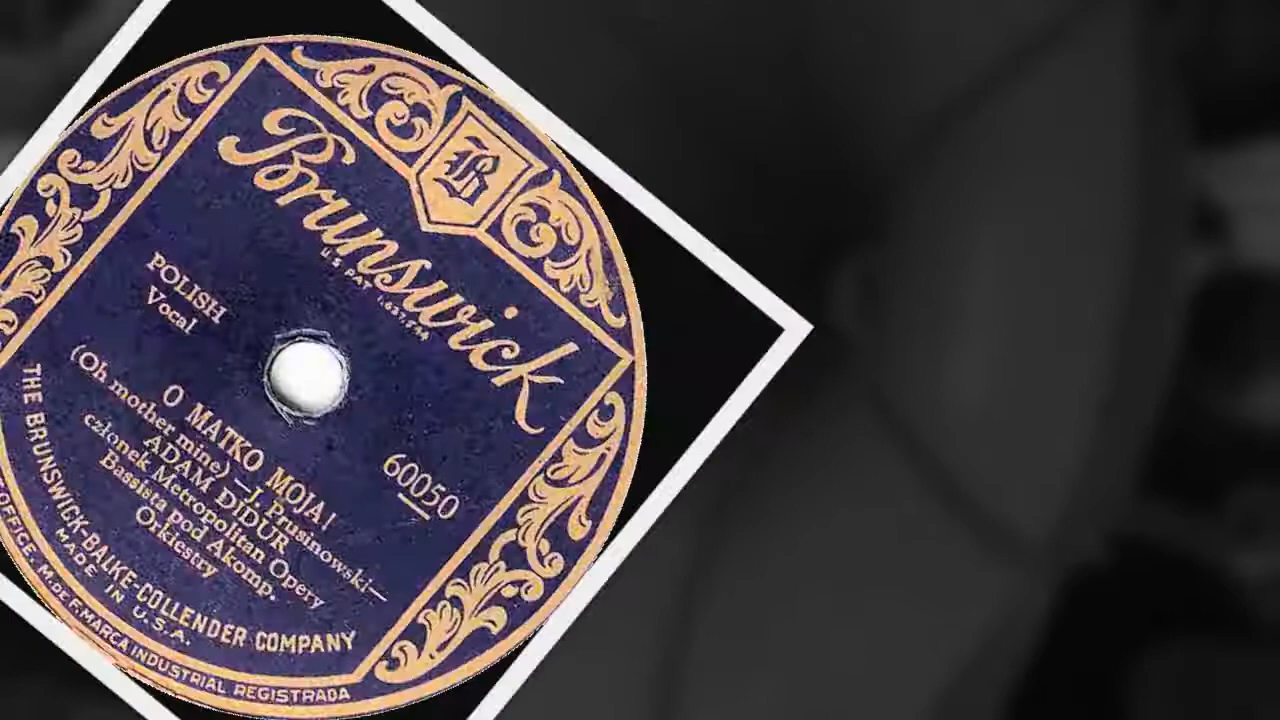 B
Brunswick
U.S. PAT 1,637,544
POLISH
Vocal
60050
O MATKO MOJA!
(Oh mother mine)—J. Prusinowski—
ADAM DIDUR
członek Metropolitan Opery
Bassista pod Akomp.
Orkiestry
THE BRUNSWICK-BALKE-COLLENDER COMPANY
MADE IN U.S.A.
OFFICE. M. DE F. MARCA INDUSTRIAL REGISTRADA